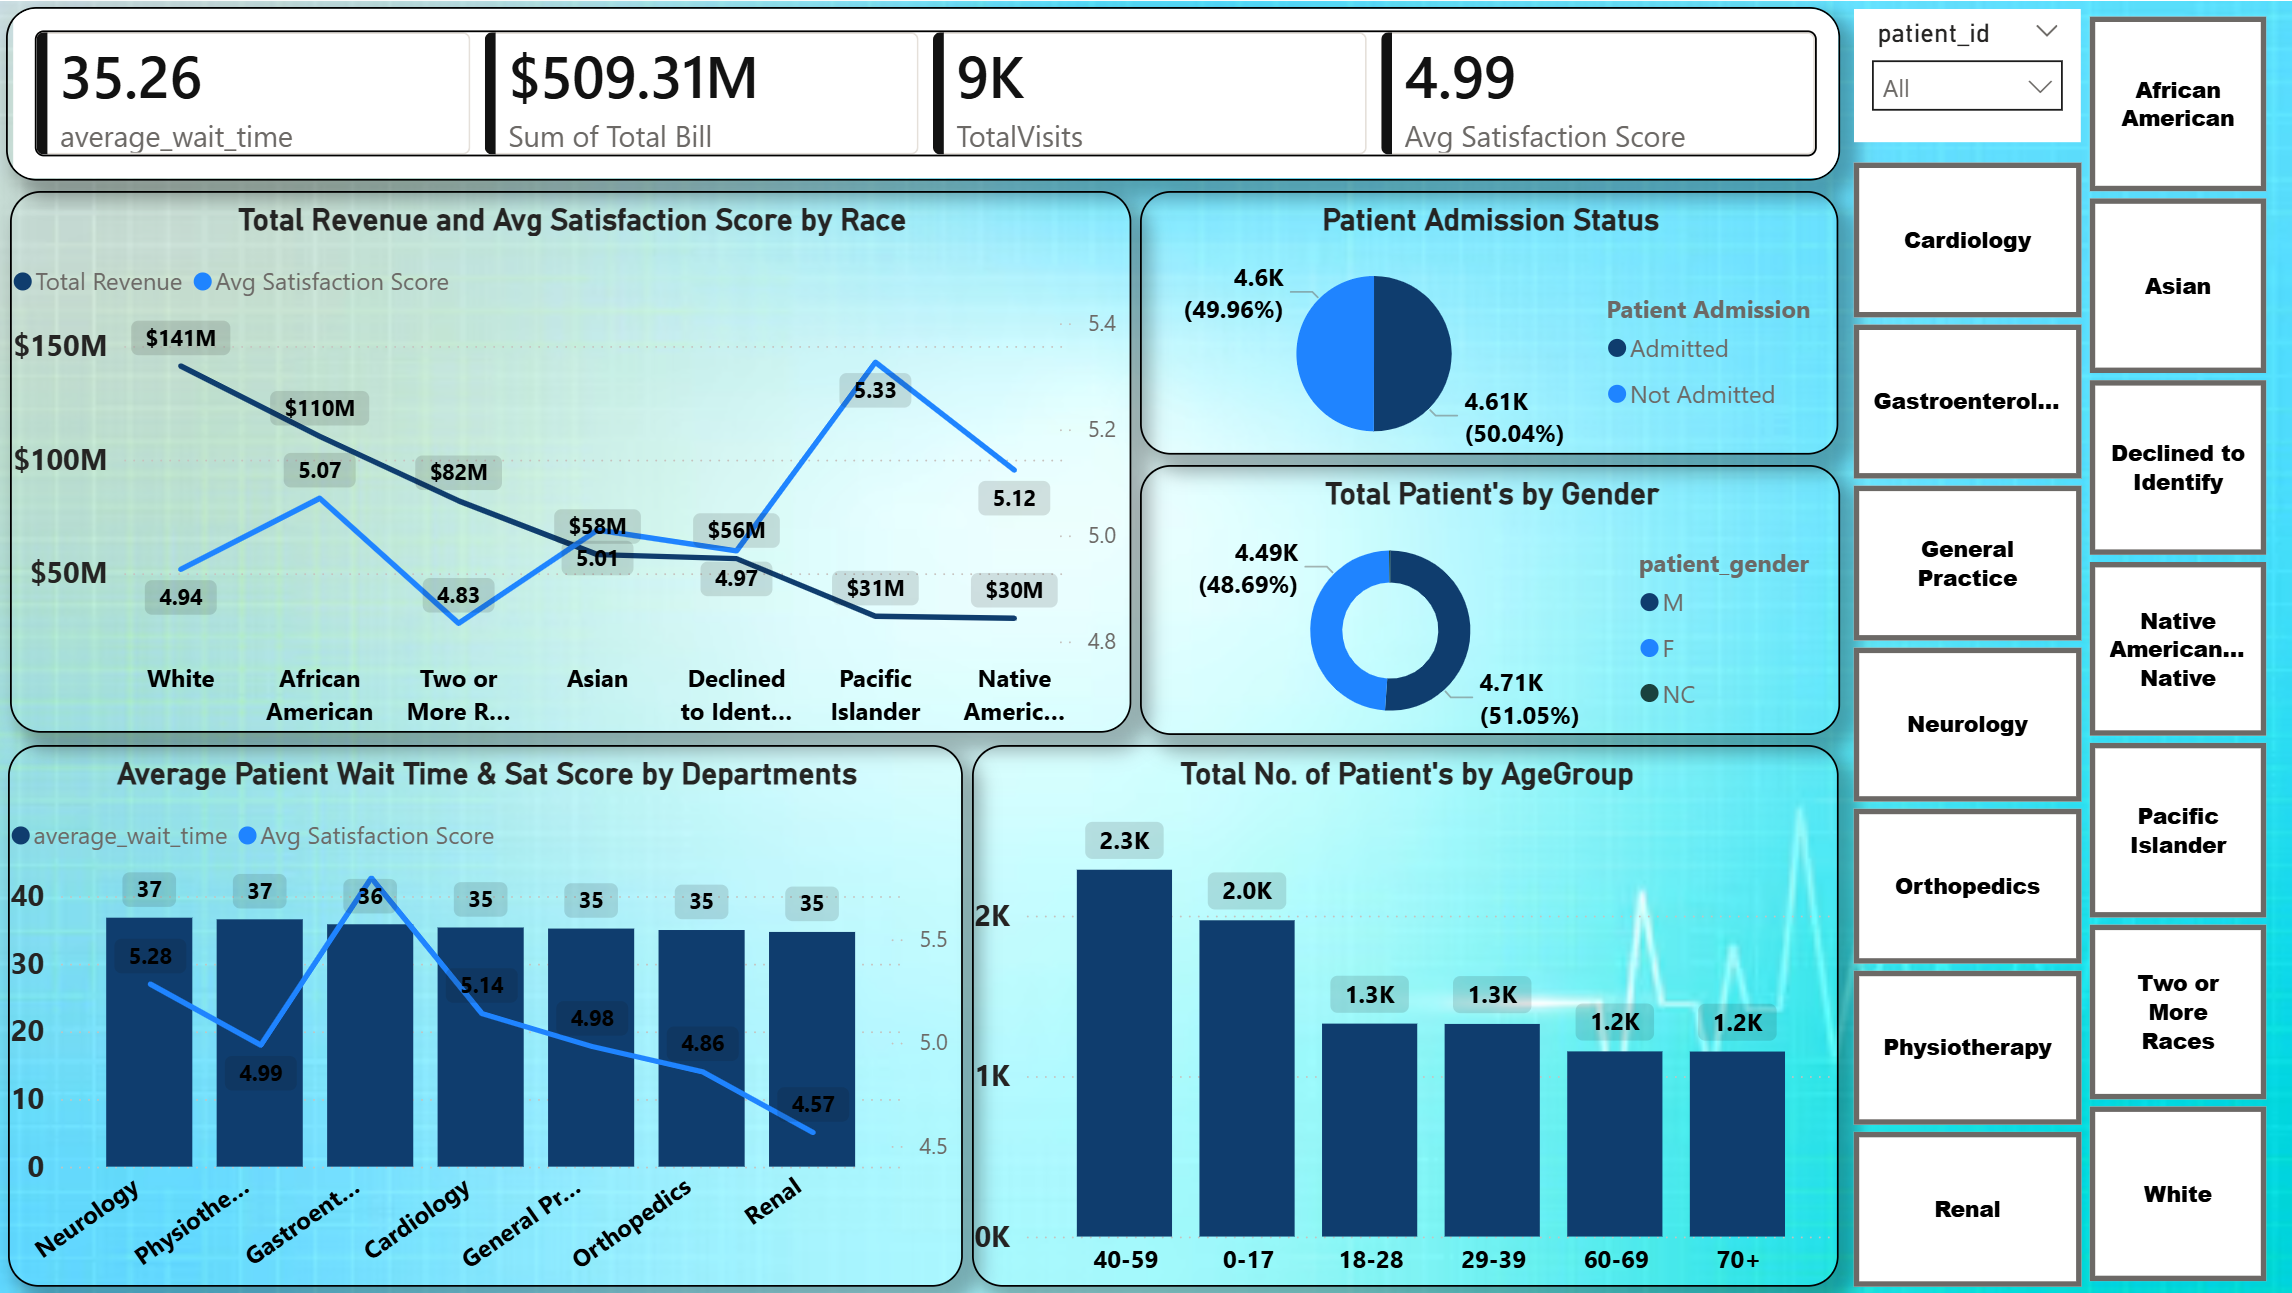 35.26
average_wait_time
$509.31M
Sum of Total Bill
9K
TotalVisits
4.99
Avg Satisfaction Score
patient_id
All
Total Revenue and Avg Satisfaction Score by Race
Total Revenue
Avg Satisfaction Score
$150M
$100M
$50M
5.4
5.2
5.0
4.8
$141M
$110M
$82M
$58M
$56M
$31M
$30M
4.94
5.07
4.83
5.01
4.97
5.33
5.12
White
African
American
Two or
More R...
Asian
Declined
to Ident...
Pacific
Islander
Native
Americ...
Patient Admission Status
4.6K
(49.96%)
4.61K
(50.04%)
Patient Admission
Admitted
Not Admitted
Total Patient's by Gender
4.49K
(48.69%)
4.71K
(51.05%)
patient_gender
M
F
NC
Average Patient Wait Time & Sat Score by Departments
average_wait_time
Avg Satisfaction Score
40
30
20
10
0
5.5
5.0
4.5
37
37
36
35
35
35
35
5.28
4.99
5.14
4.98
4.86
4.57
Neurology
Physiothe...
Gastroent...
Cardiology
General Pr...
Orthopedics
Renal
Total No. of Patient's by AgeGroup
2K
1K
0K
2.3K
2.0K
1.3K
1.3K
1.2K
1.2K
40-59
0-17
18-28
29-39
60-69
70+
Cardiology
Gastroenterol...
General
Practice
Neurology
Orthopedics
Physiotherapy
Renal
African
American
Asian
Declined to
Identify
Native
American...
Native
Pacific
Islander
Two or
More
Races
White